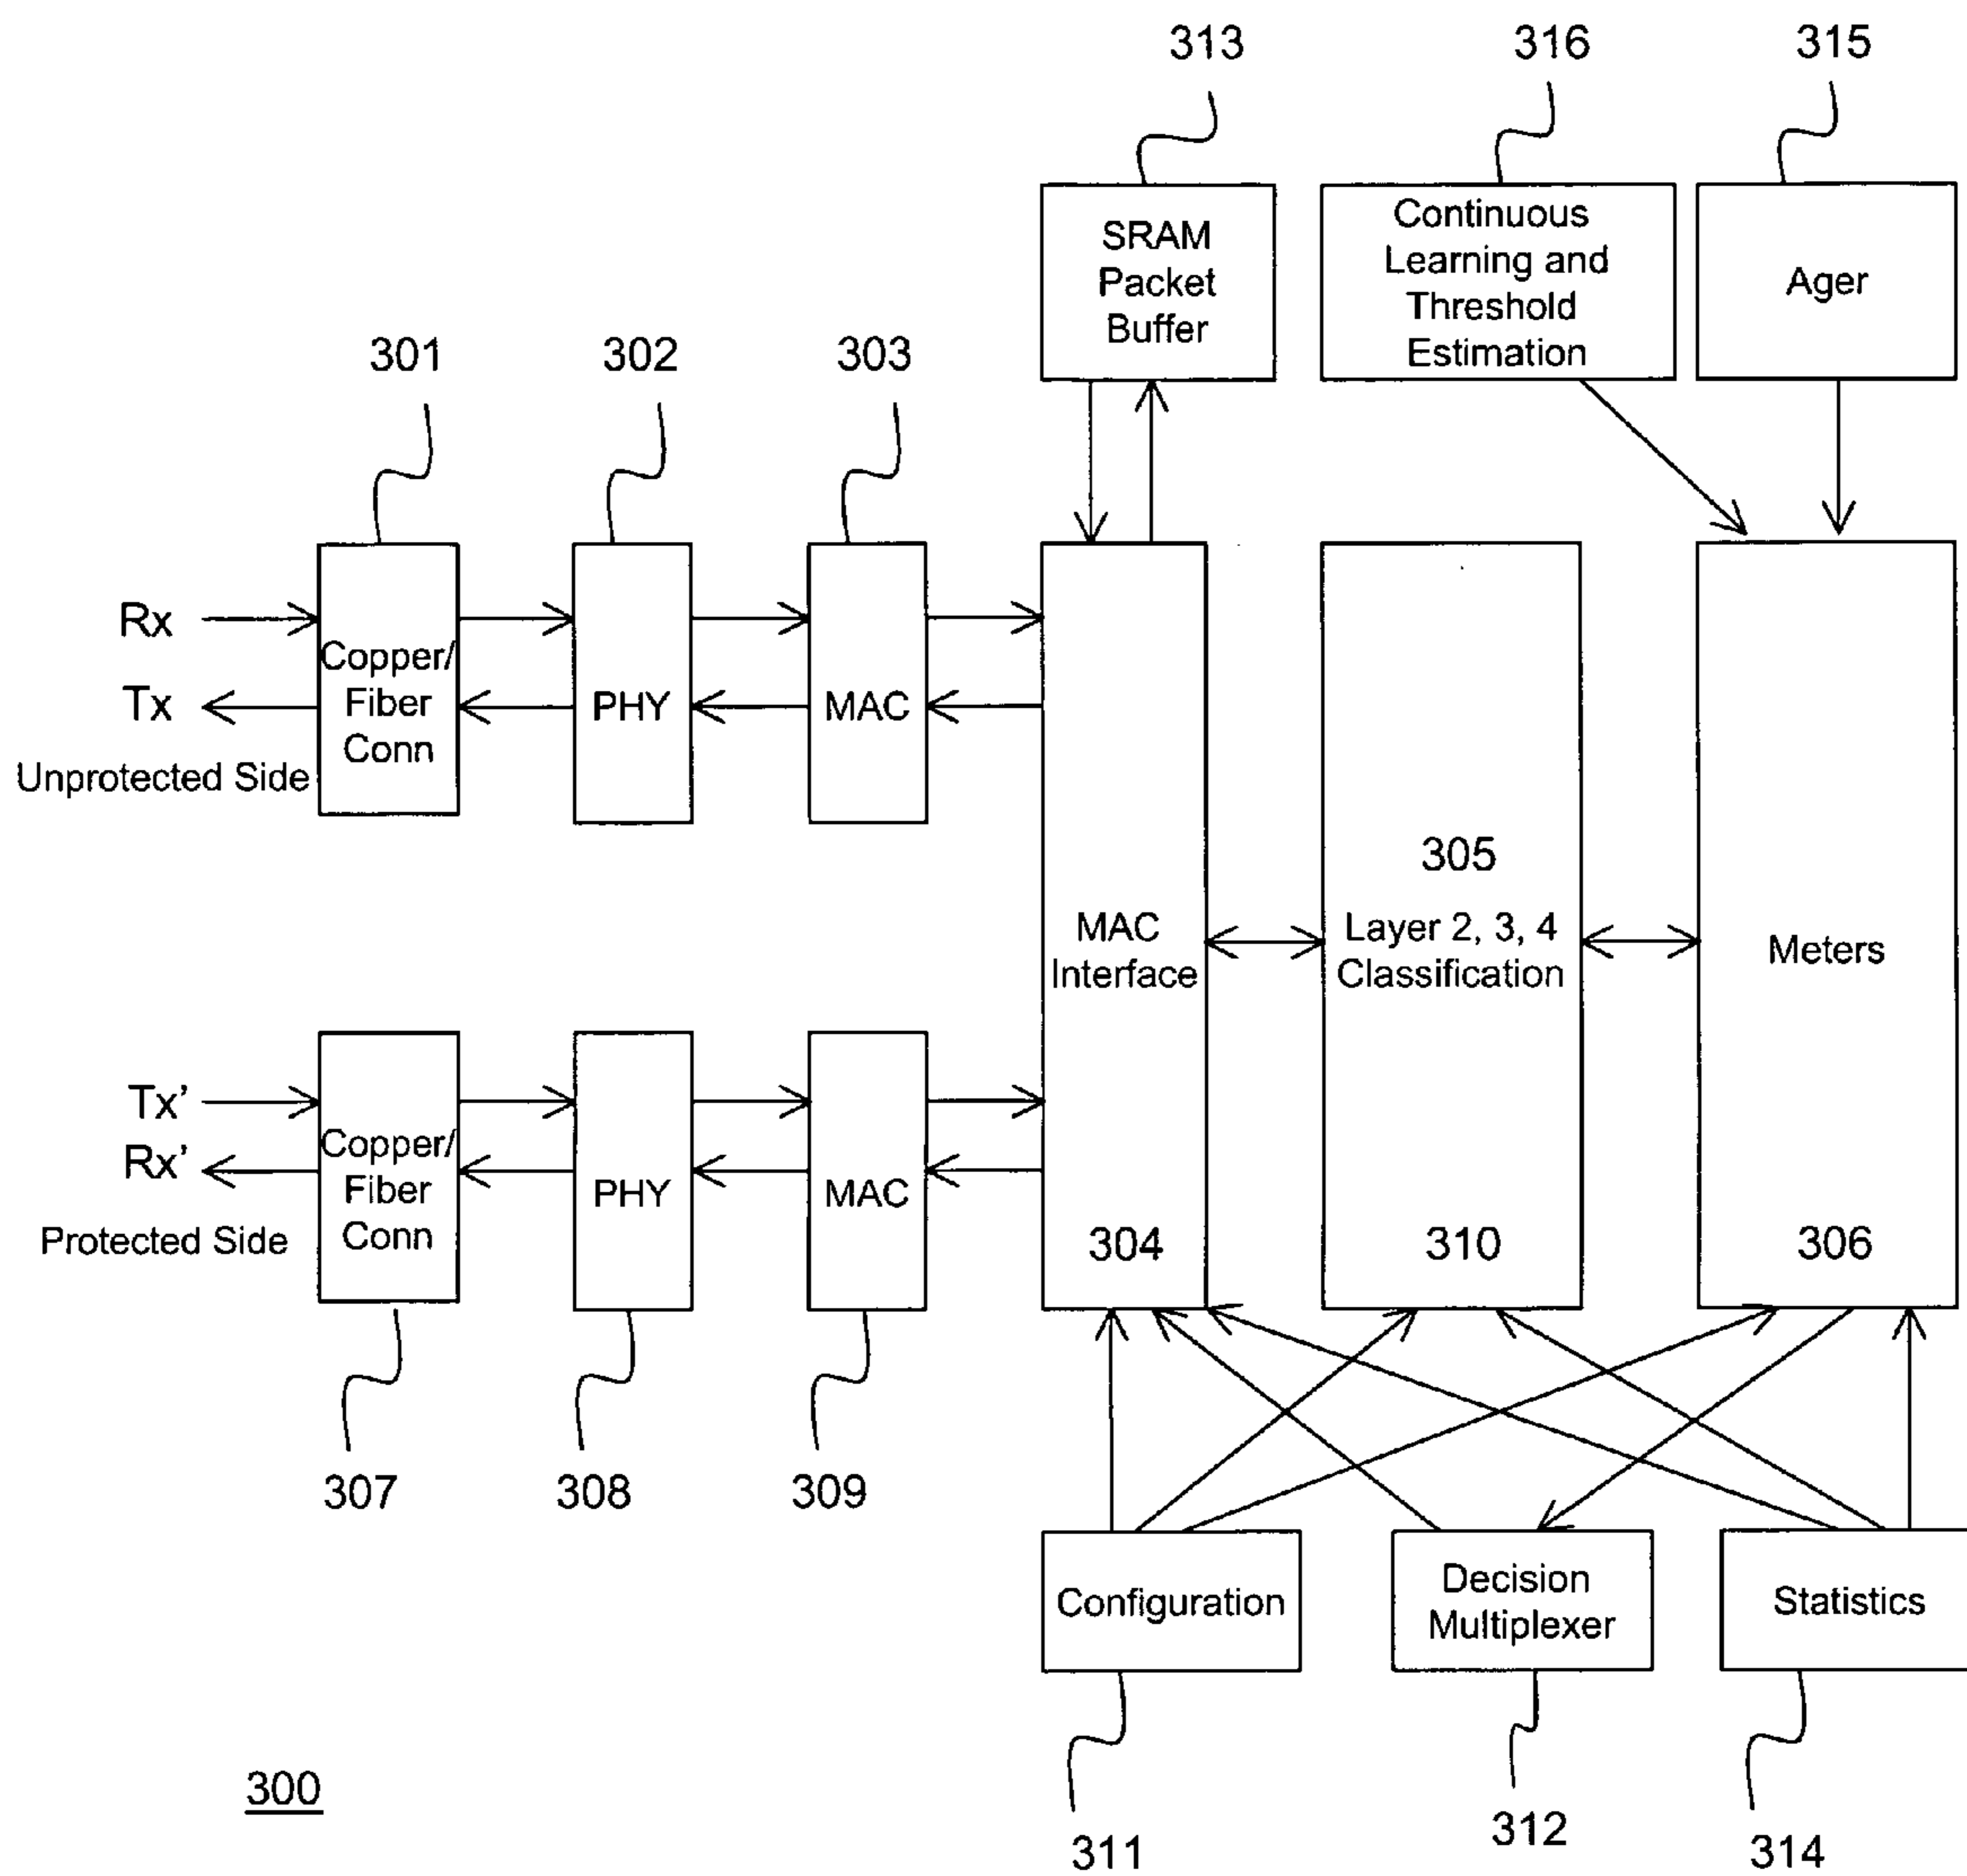 313
316
315
SRAM
Packet
Buffer
Continuous
Learning and
Threshold
Estimation
Ager
301
302
303
Rx
Tx
Unprotected Side
Copper/
Fiber
Conn
PHY
MAC
MAC
Interface
304
305
Layer 2, 3, 4
Classification
310
Meters
306
Tx’
Rx’
Protected Side
Copper/
Fiber
Conn
PHY
MAC
307
308
309
Configuration
Decision
Multiplexer
Statistics
300
311
312
314